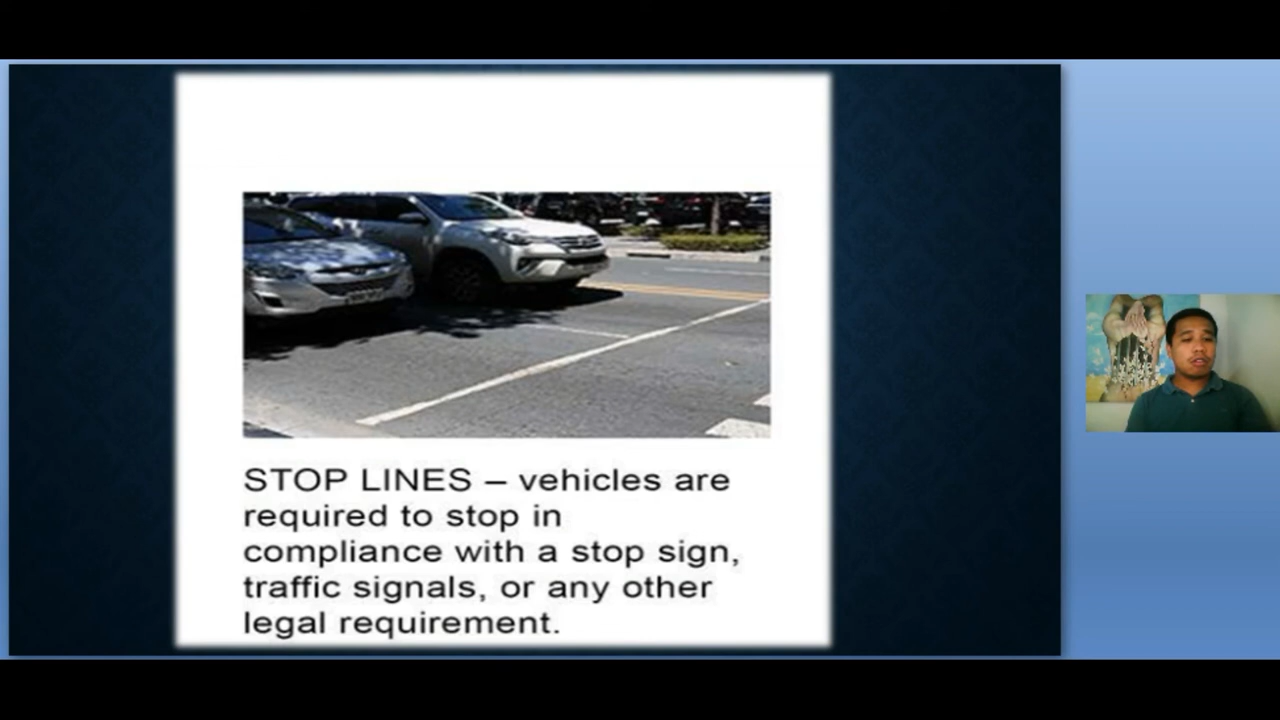 STOP LINES – vehicles are
required to stop in
compliance with a stop sign,
traffic signals, or any other
legal requirement.